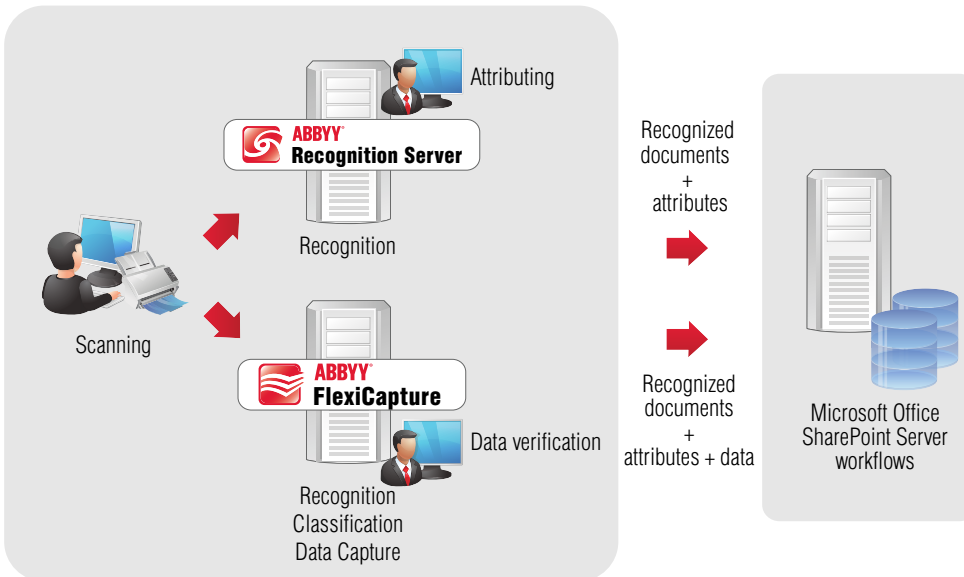 Attributing
ABBYY®
Recognition Server
Recognition
Scanning
ABBYY®
FlexiCapture
Data verification
Recognition
Classification
Data Capture
Recognized
documents
+
attributes
Recognized
documents
+
attributes + data
Microsoft Office
SharePoint Server
workflows